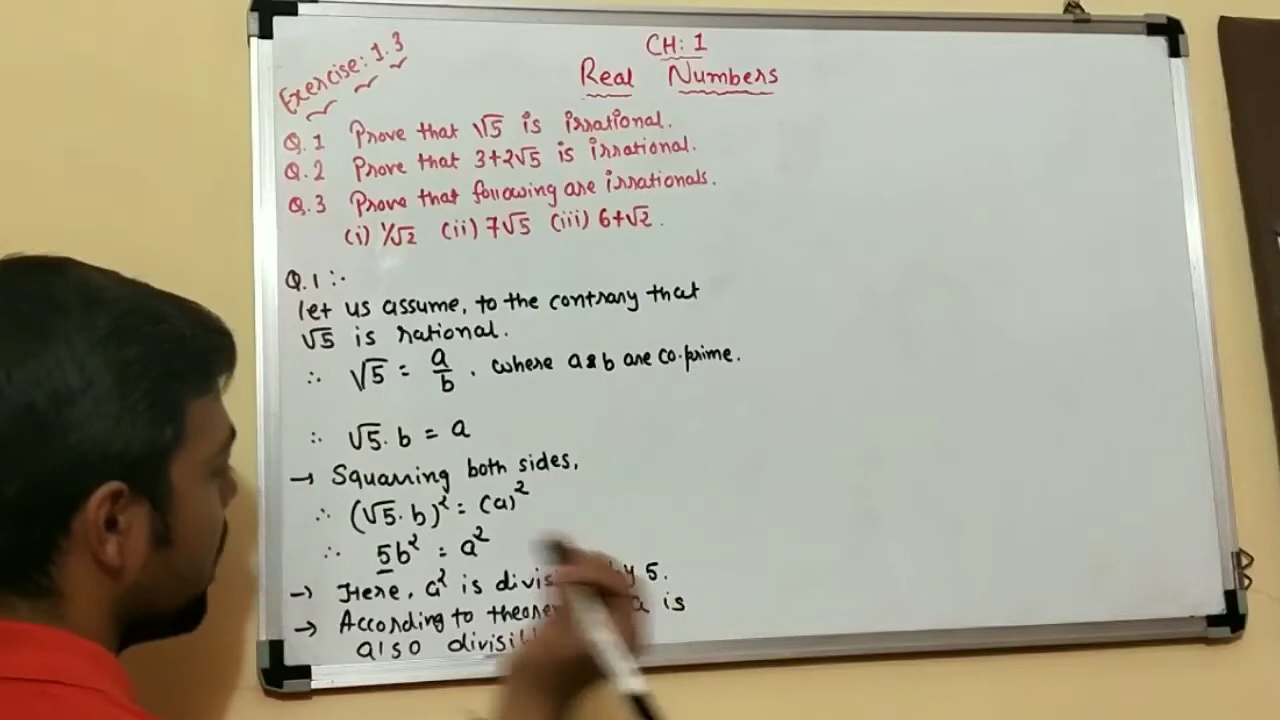 CH: 1
Exercise: 1.3
Real Numbers
Q.1 Prove that √5 is irrational.
Q.2 Prove that 3+2√5 is irrational.
Q.3 Prove that following are irrationals.
(i) 1/√2 (ii) 7√5 (iii) 6+√2.
Q.1 :-
let us assume, to the contrary that
√5 is rational.
∴ √5 = a/b . where a & b are co-prime.
∴ √5. b = a
→ Squaring both sides,
∴ (√5. b)² = (a)²
∴ 5b² = a²
→ Here, a² is by 5.
→ According to a is
also